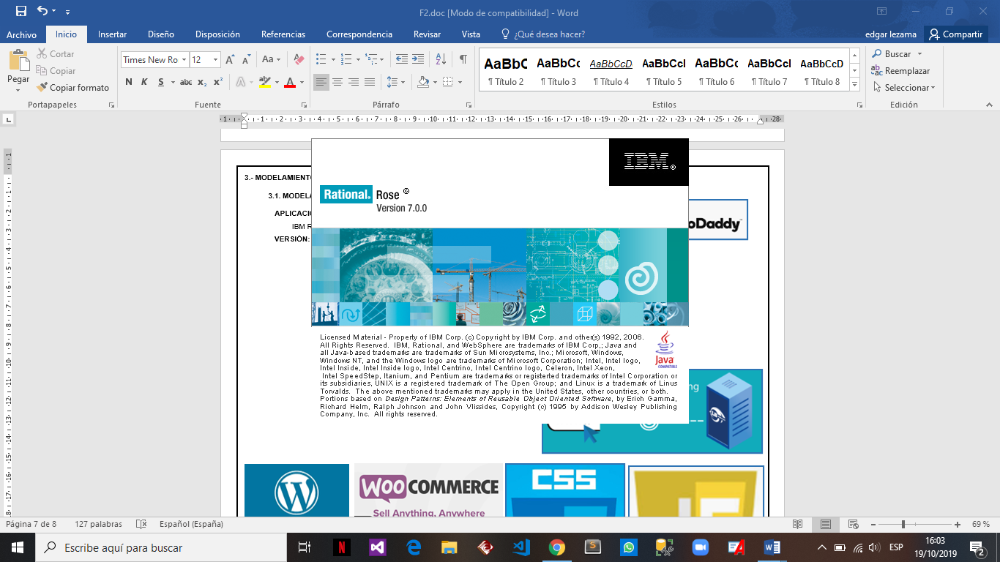 F2.doc [Modo de compatibilidad] - Word
Archivo Inicio Insertar Diseño Disposición Referencias Correspondencia Revisar Vista ¿Qué desea hacer? edgar lezama Compartir
Pegar
Cortar
Copiar
Copiar formato
Portapapeles
Times New Ro 12
N K S abc x₂ x²
Fuente
Párrafo
AaBbC AaBbCc AaBbCcD AaBbCcI AaBbCc AaBbCcI AaBbCcD
¶ Título 2 ¶ Título 3 ¶ Título 4 ¶ Título 5 ¶ Título 6 ¶ Título 7 ¶ Título 8
Estilos
Buscar
Reemplazar
Seleccionar
Edición
3.- MODELAMIENTO
3.1. MODELA
APLICACIO
IBM R
VERSIÓN:
oDaddy™
IBM®
Rational. Rose ©
Version 7.0.0
Licensed Material - Property of IBM Corp. (c) Copyright by IBM Corp. and other(s) 1992, 2006.
All Rights Reserved. IBM, Rational, and WebSphere are trademarks of IBM Corp,; Java and
all Java-based trademarks are trademarks of Sun Microsystems, Inc.; Microsoft, Windows,
Windows NT, and the Windows logo are trademarks of Microsoft Corporation; Intel, Intel logo,
Intel Inside, Intel Inside logo, Intel Centrino, Intel Centrino logo, Celeron, Intel Xeon,
Intel SpeedStep, Itanium, and Pentium are trademarks or registerted trademarks of Intel Corporation or
its subsidiaries, UNIX is a registered trademark of The Open Group; and Linux is a trademark of Linus
Torvalds. The above mentioned trademarks may apply in the United States, other countries, or both.
Portions based on Design Patterns: Elements of Reusable Object Oriented Software, by Erich Gamma,
Richard Helm, Ralph Johnson and John Vlissides, Copyright (c) 1995 by Addison Wesley Publishing
Company, Inc. All rights reserved.
Java
COMPATIBLE
WOOCOMMERCE
Sell Anything. Anywhere
CSS
Página 7 de 8 127 palabras Español (España) 69 %
Escribe aquí para buscar
ESP
16:03
19/10/2019
2